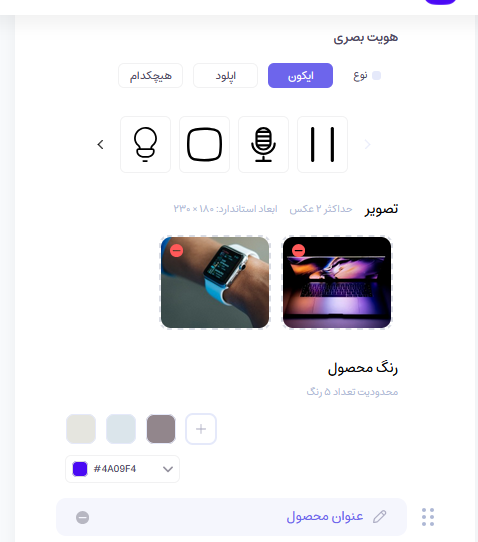 هویت بصری
نوع ایکون اپلود هیچکدام
تصویر حداکثر ۲ عکس ابعاد استاندارد: ۱۸۰ × ۲۳۰
رنگ محصول
محدودیت تعداد ۵ رنگ
#4A09F4
عنوان محصول